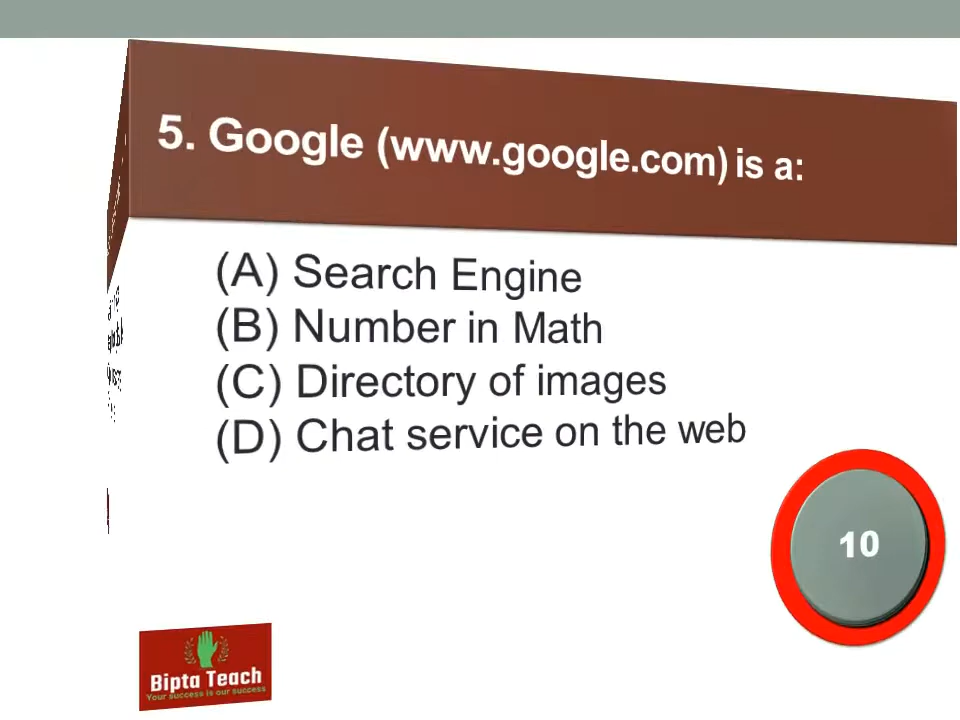 5. Google (www.google.com) is a:
(A) Search Engine
(B) Number in Math
(C) Directory of images
(D) Chat service on the web
10
Bipta Teach
Your success is our success